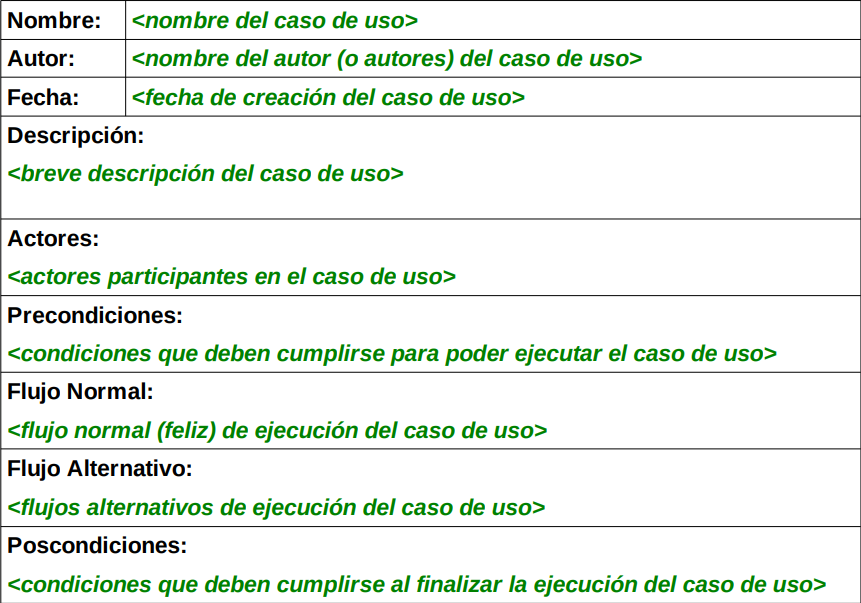 Nombre: <nombre del caso de uso>
Autor: <nombre del autor (o autores) del caso de uso>
Fecha: <fecha de creación del caso de uso>
Descripción:
<breve descripción del caso de uso>
Actores:
<actores participantes en el caso de uso>
Precondiciones:
<condiciones que deben cumplirse para poder ejecutar el caso de uso>
Flujo Normal:
<flujo normal (feliz) de ejecución del caso de uso>
Flujo Alternativo:
<flujos alternativos de ejecución del caso de uso>
Poscondiciones:
<condiciones que deben cumplirse al finalizar la ejecución del caso de uso>